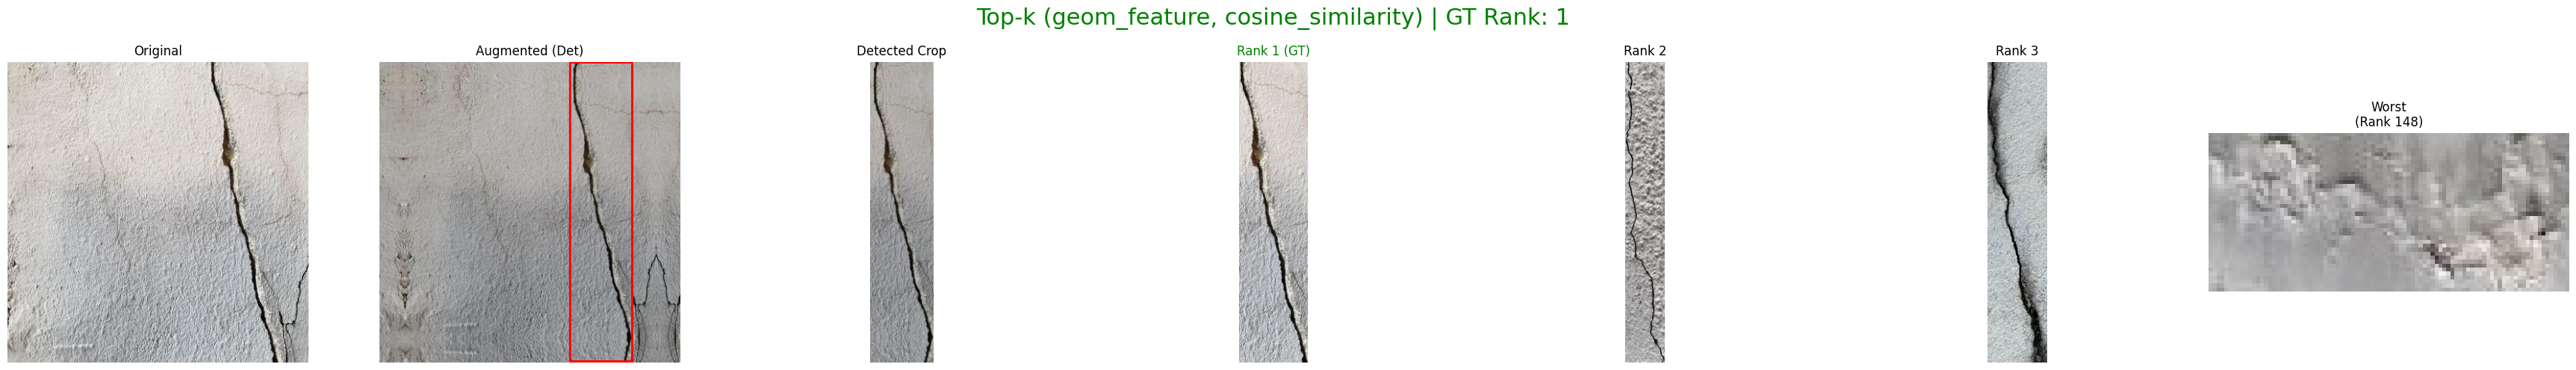 Top-k (geom_feature, cosine_similarity) | GT Rank: 1
Original
Augmented (Det)
Detected Crop
Rank 1 (GT)
Rank 2
Rank 3
Worst
(Rank 148)